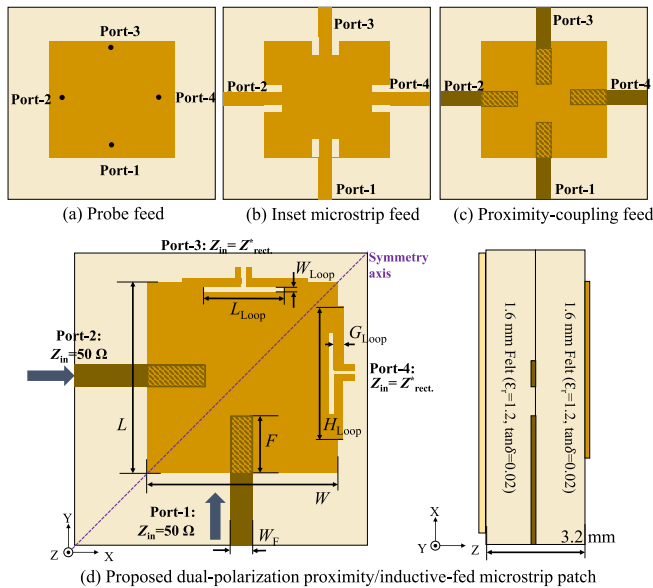 Port-3
Port-2
Port-4
Port-1
(a) Probe feed
Port-3
Port-2
Port-4
Port-1
(b) Inset microstrip feed
Port-3
Port-2
Port-4
Port-1
(c) Proximity-coupling feed
Port-3: Zin= Z*rect.
Symmetry
axis
WLoop
LLoop
GLoop
Port-2:
Zin=50 Ω
Port-4:
Zin= Z*rect.
HLoop
L
F
W
Port-1:
Zin=50 Ω
WF
Y
Z
X
1.6 mm Felt (Ɛr=1.2, tanδ=0.02)
1.6 mm Felt (Ɛr=1.2, tanδ=0.02)
X
Y
Z
3.2 mm
(d) Proposed dual-polarization proximity/inductive-fed microstrip patch